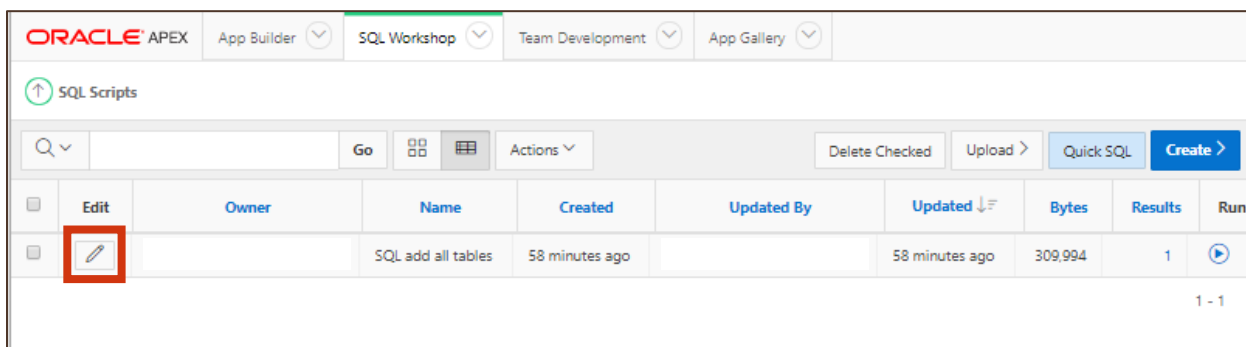 ORACLE APEX App Builder SQL Workshop Team Development App Gallery
SQL Scripts
Go Actions Delete Checked Upload > Quick SQL Create >
Edit Owner Name Created Updated By Updated Bytes Results Run
SQL add all tables 58 minutes ago 58 minutes ago 309,994 1
1 - 1